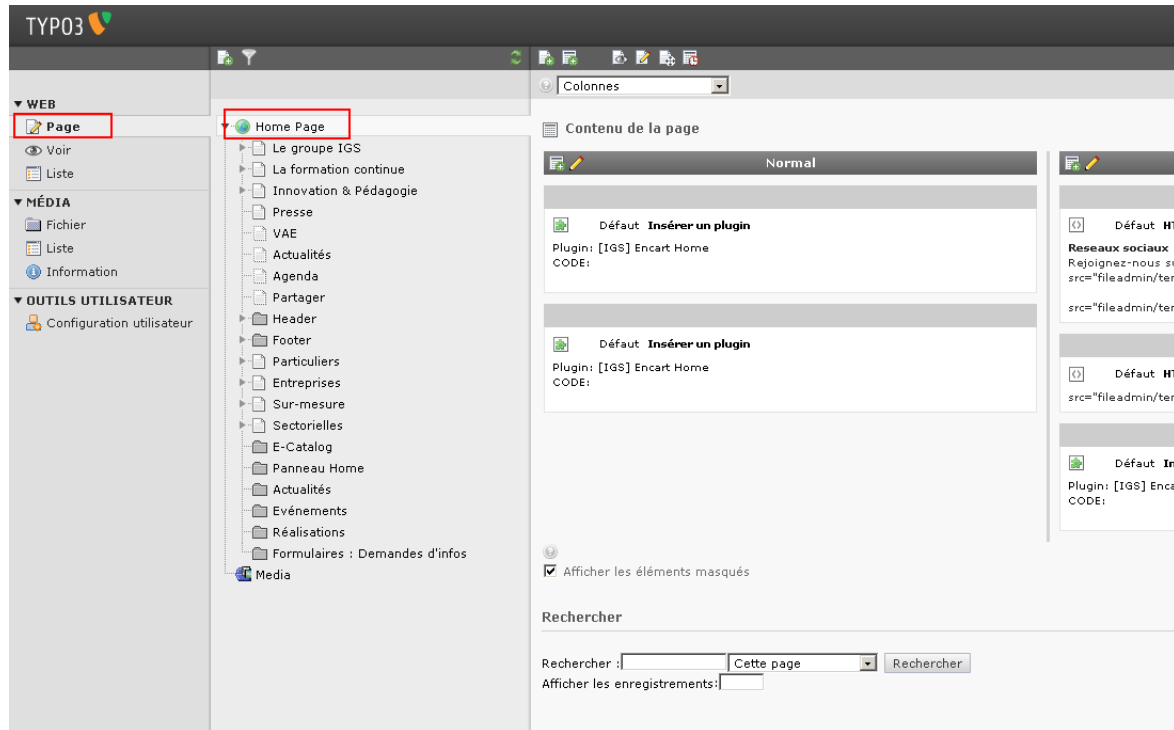 TYPO3
Colonnes
WEB
Page
Voir
Liste
MÉDIA
Fichier
Liste
Information
OUTILS UTILISATEUR
Configuration utilisateur
Home Page
Le groupe IGS
La formation continue
Innovation & Pédagogie
Presse
VAE
Actualités
Agenda
Partager
Header
Footer
Particuliers
Entreprises
Sur-mesure
Sectorielles
E-Catalog
Panneau Home
Actualités
Evénements
Réalisations
Formulaires : Demandes d'infos
Media
Contenu de la page
Normal
Défaut Insérer un plugin
Plugin: [IGS] Encart Home
CODE:
Défaut Insérer un plugin
Plugin: [IGS] Encart Home
CODE:
Défaut
Reseaux sociaux
Rejoignez-nous
src="fileadmin/ter
src="fileadmin/ter
Défaut
src="fileadmin/ter
Défaut
Plugin: [IGS] Enca
CODE:
Afficher les éléments masqués
Rechercher
Rechercher : Cette page Rechercher
Afficher les enregistrements: